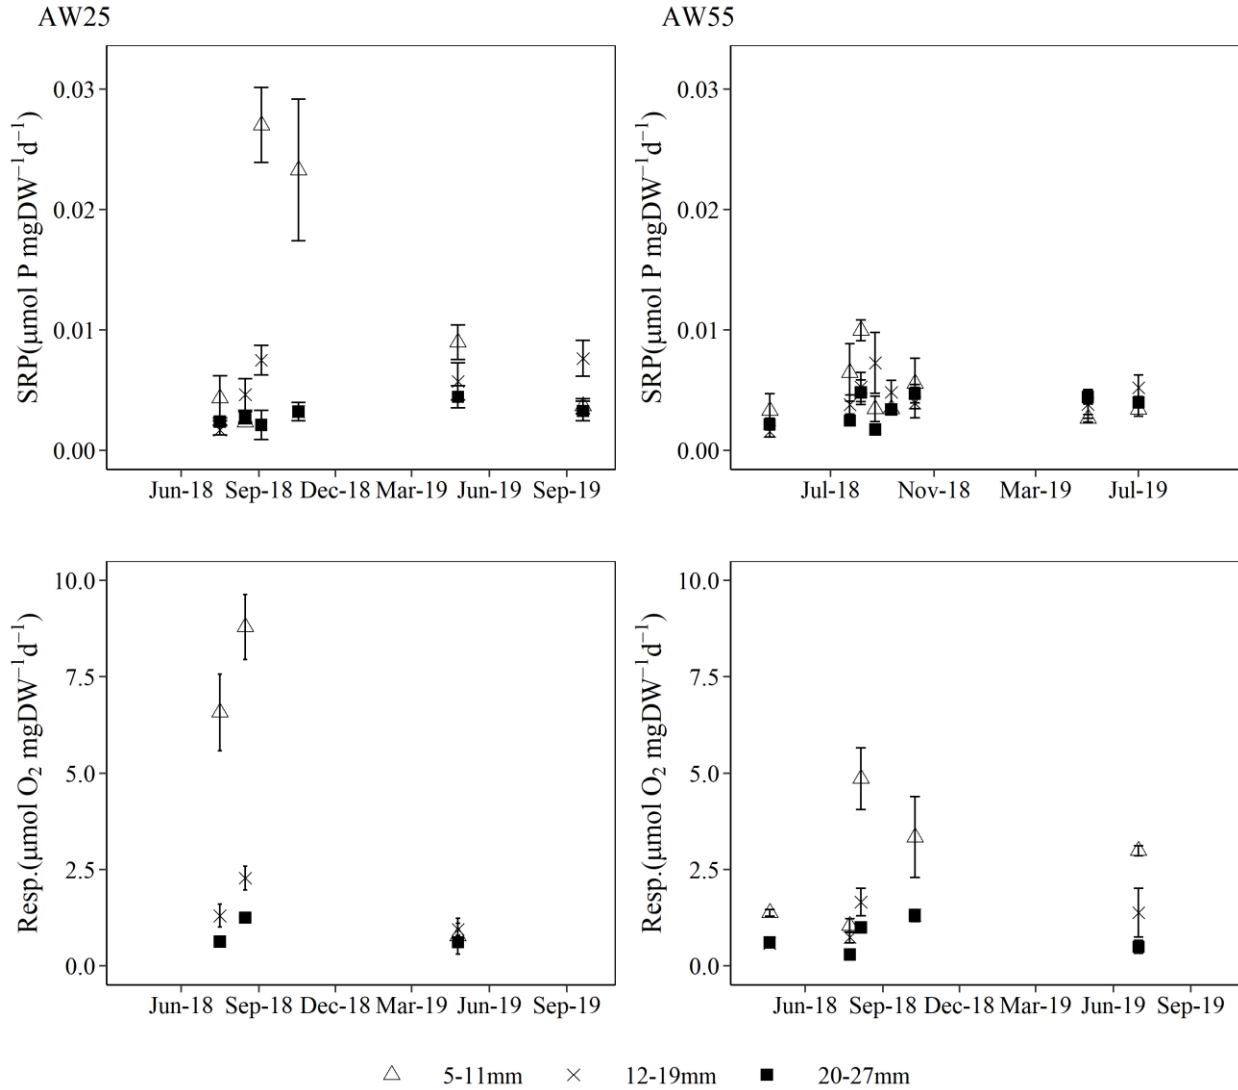 AW25
AW55
SRP(µmol P mgDW⁻¹d⁻¹)
0.03
0.02
0.01
0.00
Jun-18 Sep-18 Dec-18 Mar-19 Jun-19 Sep-19
SRP(µmol P mgDW⁻¹d⁻¹)
0.03
0.02
0.01
0.00
Jul-18 Nov-18 Mar-19 Jul-19
Resp.(µmol O₂ mgDW⁻¹d⁻¹)
10.0
7.5
5.0
2.5
0.0
Jun-18 Sep-18 Dec-18 Mar-19 Jun-19 Sep-19
Resp.(µmol O₂ mgDW⁻¹d⁻¹)
10.0
7.5
5.0
2.5
0.0
Jun-18 Sep-18 Dec-18 Mar-19 Jun-19 Sep-19
5-11mm 12-19mm 20-27mm